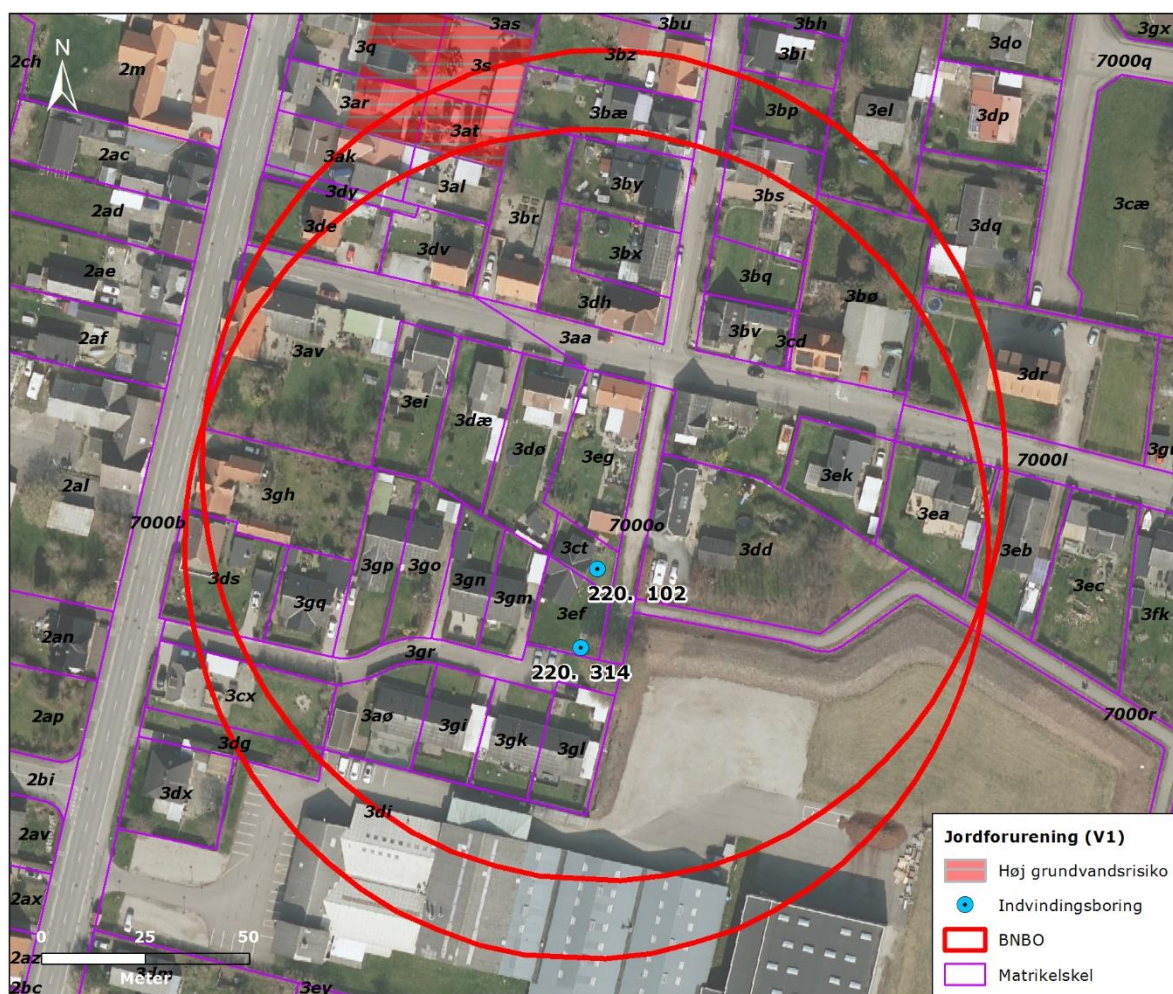 3as
3bu
3bh
3gx
2ch
3q
2m
3s
3bz
3bi
3do
7000q
N
3ar
3bæ
3bp
3el
3dp
3at
2ac
3ak
3al
3by
3bs
3cæ
2ad
3dy
3de
3br
3dq
3dv
3bx
2ae
3bq
3bø
3dh
2af
3av
3aa
3bv
3cd
3dr
3ei
3dæ
3dø
3eg
3ek
7000l
3gu
2al
3gh
7000b
7000o
3ea
3ct
3dd
3eb
3ec
3gp
3go
3gn
3gm
3ds
3gq
220. 102
3ef
3fk
2an
3gr
220. 314
3cx
3aø
3gi
3gk
3gl
2ap
7000r
3dg
2bi
3dx
3di
2av
Jordforurening (V1)
Høj grundvandsrisiko
2ax
Indvindingsboring
0 25 50
BNBO
2az
Meter
Matrikelskel
2bc
3ey